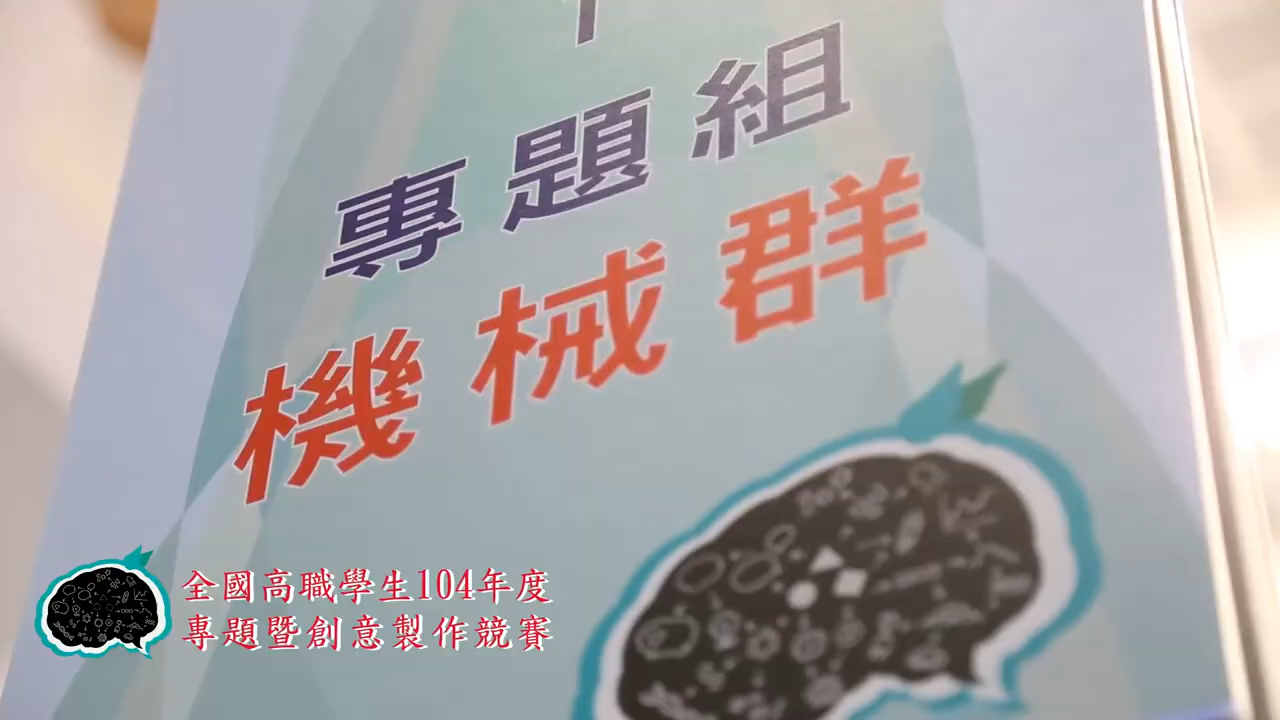 專題組
機械群
全國高職學生104年度
專題暨創意製作競賽